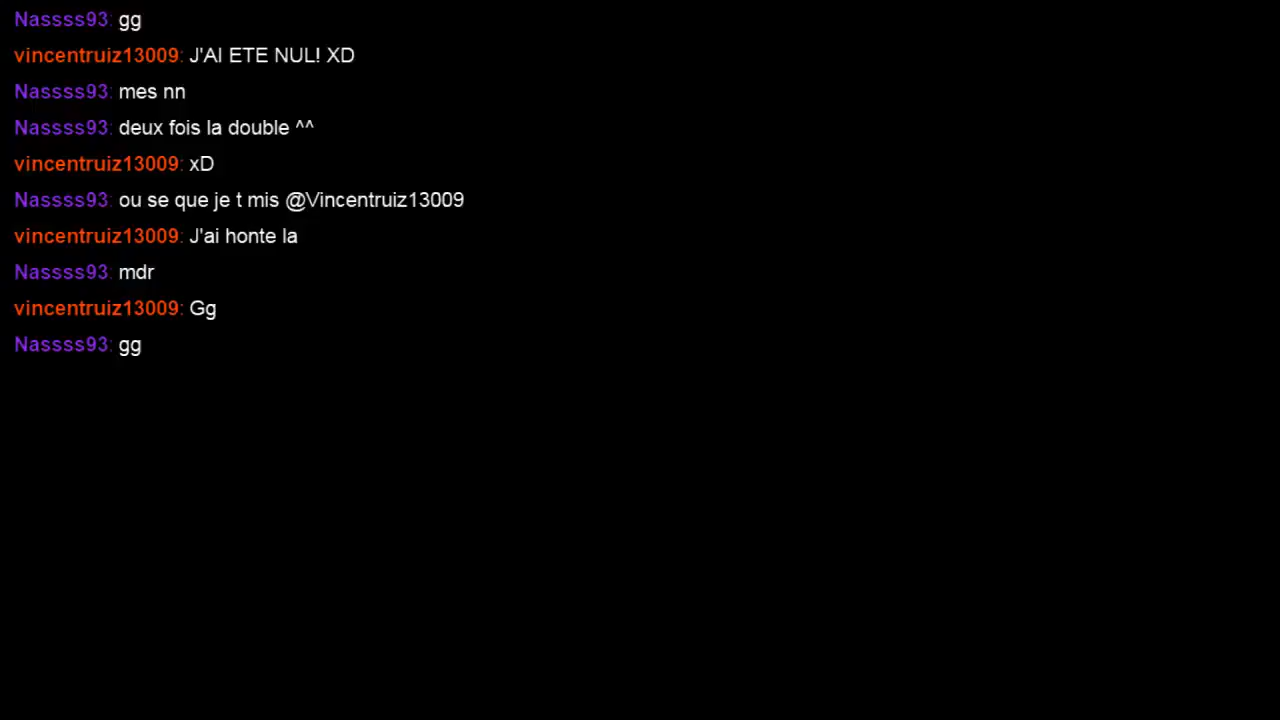 Nassss93: gg
vincentruiz13009: J'AI ETE NUL! XD
Nassss93: mes nn
Nassss93: deux fois la double ^^
vincentruiz13009: xD
Nassss93: ou se que je t mis @Vincentruiz13009
vincentruiz13009: J'ai honte la
Nassss93: mdr
vincentruiz13009: Gg
Nassss93: gg